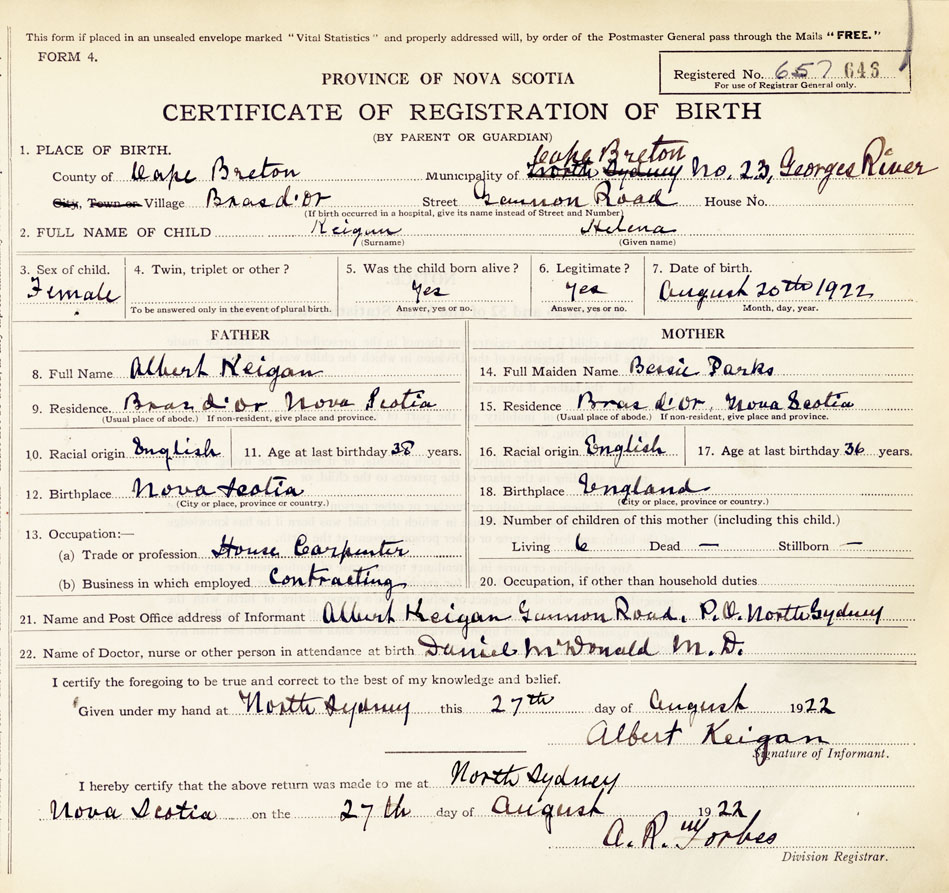 This form if placed in an unsealed envelope marked "Vital Statistics" and properly addressed will, by order of the Postmaster General pass through the Mails "FREE."
FORM 4.
Registered No. 657 643
For use of Registrar General only.
PROVINCE OF NOVA SCOTIA
CERTIFICATE OF REGISTRATION OF BIRTH
(BY PARENT OR GUARDIAN)
1. PLACE OF BIRTH. Cape Breton
County of Cape Breton Municipality of North Sydney No. 23, Georges River
City, Town or Village Bras d'or Street Gannon Road House No.
(If birth occurred in a hospital, give its name instead of Street and Number)
2. FULL NAME OF CHILD Keigan Helena
(Surname) (Given name)
3. Sex of child. 4. Twin, triplet or other? 5. Was the child born alive? 6. Legitimate? 7. Date of birth.
Female Yes Yes August 20th 1922
To be answered only in the event of plural birth. Answer, yes or no. Answer, yes or no. Month, day, year.
FATHER
8. Full Name Albert Keigan
9. Residence. Bras d'or Nova Scotia
(Usual place of abode.) If non-resident, give place and province.
10. Racial origin English 11. Age at last birthday 38 years.
12. Birthplace Nova Scotia
(City or place, province or country.)
13. Occupation:—
(a) Trade or profession House Carpenter
(b) Business in which employed Contracting
MOTHER
14. Full Maiden Name Bessie Parks
15. Residence Bras d'Or, Nova Scotia
(Usual place of abode.) If non-resident, give place and province.
16. Racial origin English 17. Age at last birthday 36 years.
18. Birthplace England
(City or place, province or country.)
19. Number of children of this mother (including this child.)
Living 6 Dead — Stillborn —
20. Occupation, if other than household duties
21. Name and Post Office address of Informant Albert Keigan Gannon Road, P.O. North Sydney
22. Name of Doctor, nurse or other person in attendance at birth Daniel McDonald M.D.
I certify the foregoing to be true and correct to the best of my knowledge and belief.
Given under my hand at North Sydney this 27th day of August 1922
Albert Keigan
Signature of Informant.
I hereby certify that the above return was made to me at North Sydney
Nova Scotia on the 27th day of August 1922
A. R. Forbes
Division Registrar.